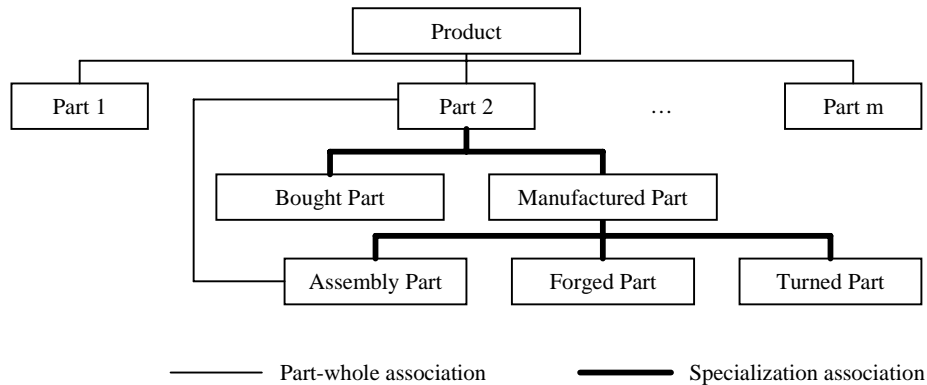 Product
Part 1
Part 2
…
Part m
Bought Part
Manufactured Part
Assembly Part
Forged Part
Turned Part
Part-whole association
Specialization association